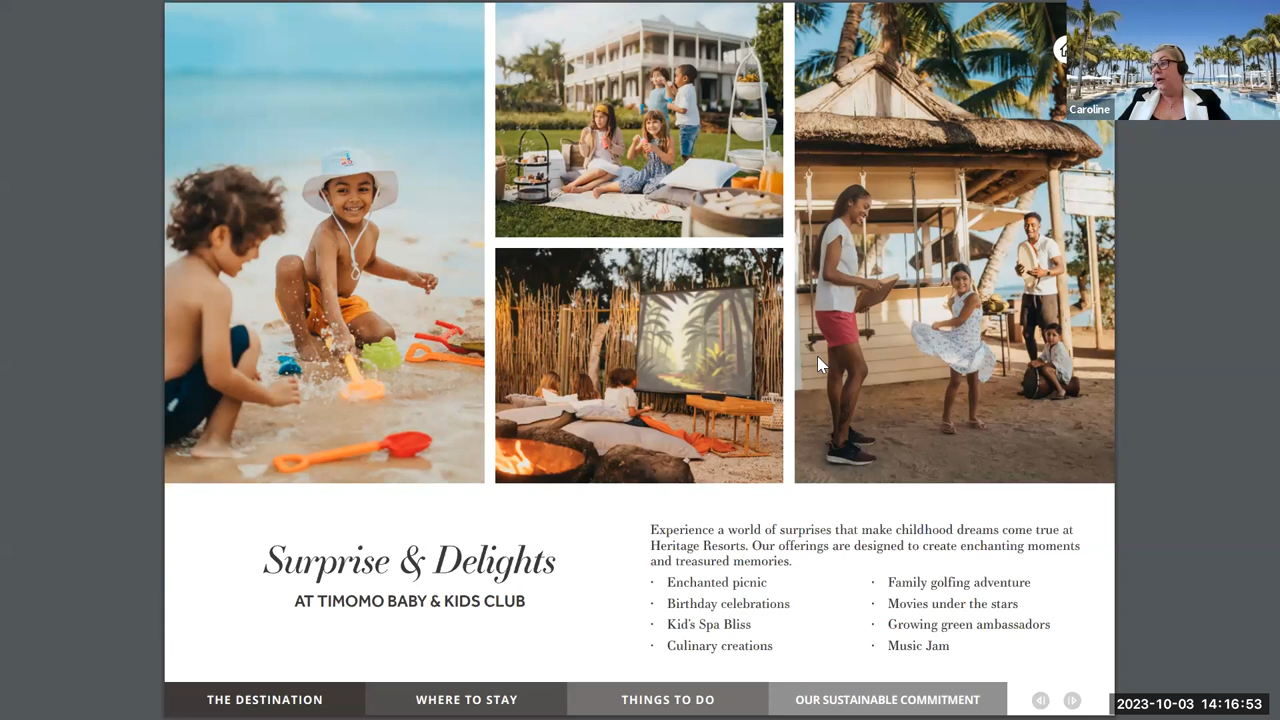 Caroline
Surprise & Delights
AT TIMOMO BABY & KIDS CLUB
Experience a world of surprises that make childhood dreams come true at
Heritage Resorts. Our offerings are designed to create enchanting moments
and treasured memories.
· Enchanted picnic
· Birthday celebrations
· Kid's Spa Bliss
· Culinary creations
· Family golfing adventure
· Movies under the stars
· Growing green ambassadors
· Music Jam
THE DESTINATION
WHERE TO STAY
THINGS TO DO
OUR SUSTAINABLE COMMITMENT
2023-10-03 14:16:53